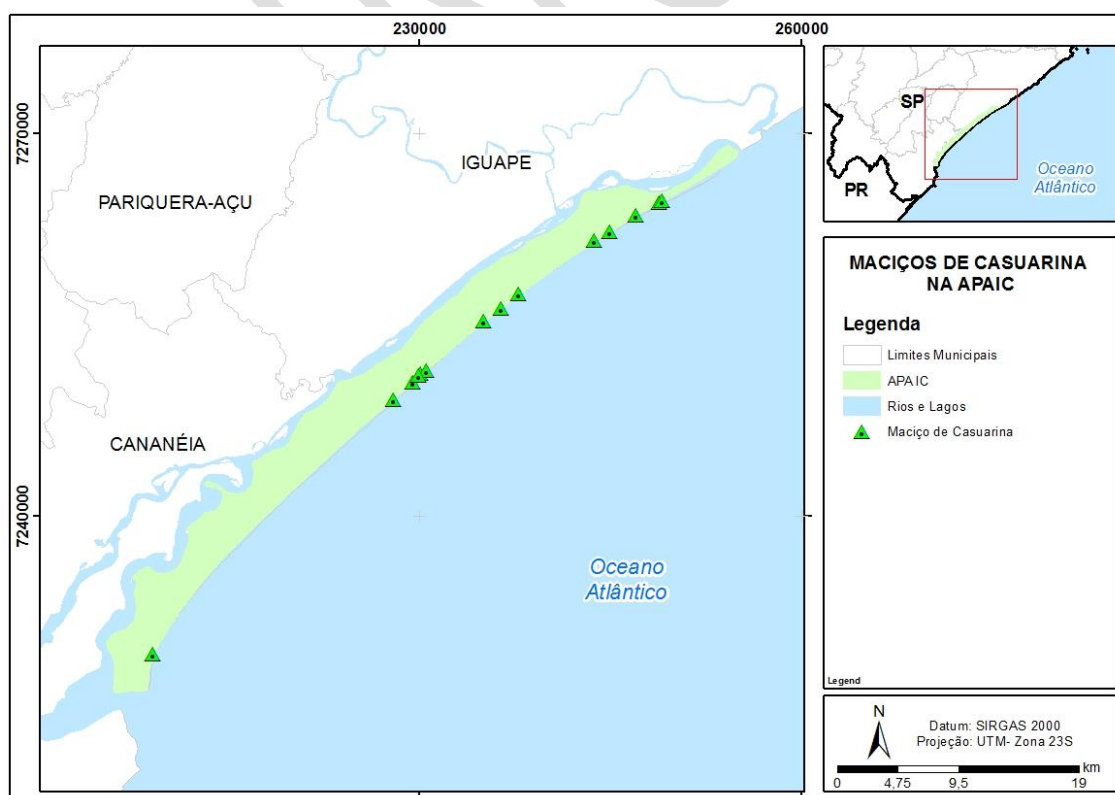 230000
260000
7270000
7240000
IGUAPE
PARIQUERA-AÇU
CANANÉIA
Oceano
Atlântico
SP
PR
Oceano
Atlântico
MACIÇOS DE CASUARINA
NA APAIC
Legenda
Limites Municipais
APAIC
Rios e Lagos
Maciço de Casuarina
Legend
N
Datum: SIRGAS 2000
Projeção: UTM- Zona 23S
km
0 4,75 9,5 19